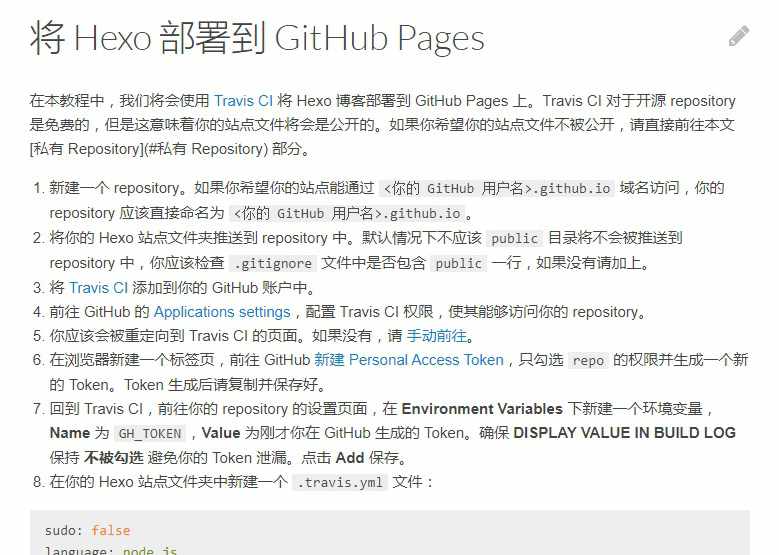 将 Hexo 部署到 GitHub Pages
在本教程中，我们将会使用 Travis CI 将 Hexo 博客部署到 GitHub Pages 上。Travis CI 对于开源 repository
是免费的，但是这意味着你的站点文件将会是公开的。如果你希望你的站点文件不被公开，请直接前往本文
[私有 Repository](#私有 Repository) 部分。
1. 新建一个 repository。如果你希望你的站点能通过 <你的 GitHub 用户名>.github.io 域名访问，你的
repository 应该直接命名为 <你的 GitHub 用户名>.github.io。
2. 将你的 Hexo 站点文件夹推送到 repository 中。默认情况下不应该 public 目录将不会被推送到
repository 中，你应该检查 .gitignore 文件中是否包含 public 一行，如果没有请加上。
3. 将 Travis CI 添加到你的 GitHub 账户中。
4. 前往 GitHub 的 Applications settings，配置 Travis CI 权限，使其能够访问你的 repository。
5. 你应该会被重定向到 Travis CI 的页面。如果没有，请 手动前往。
6. 在浏览器新建一个标签页，前往 GitHub 新建 Personal Access Token，只勾选 repo 的权限并生成一个新
的 Token。Token 生成后请复制并保存好。
7. 回到 Travis CI，前往你的 repository 的设置页面，在 Environment Variables 下新建一个环境变量，
Name 为 GH_TOKEN，Value 为刚才你在 GitHub 生成的 Token。确保 DISPLAY VALUE IN BUILD LOG
保持 不被勾选 避免你的 Token 泄漏。点击 Add 保存。
8. 在你的 Hexo 站点文件夹中新建一个 .travis.yml 文件：
sudo: false
language: node_js